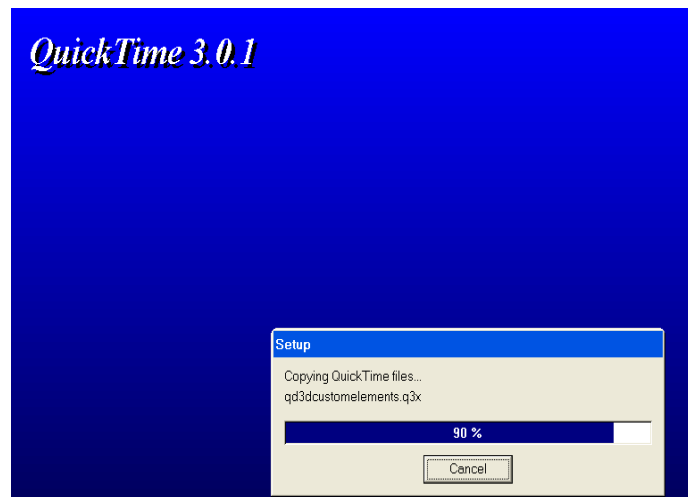 QuickTime 3.0.1
Setup
Copying QuickTime files...
qd3dcustomelements.q3x
90 %
Cancel